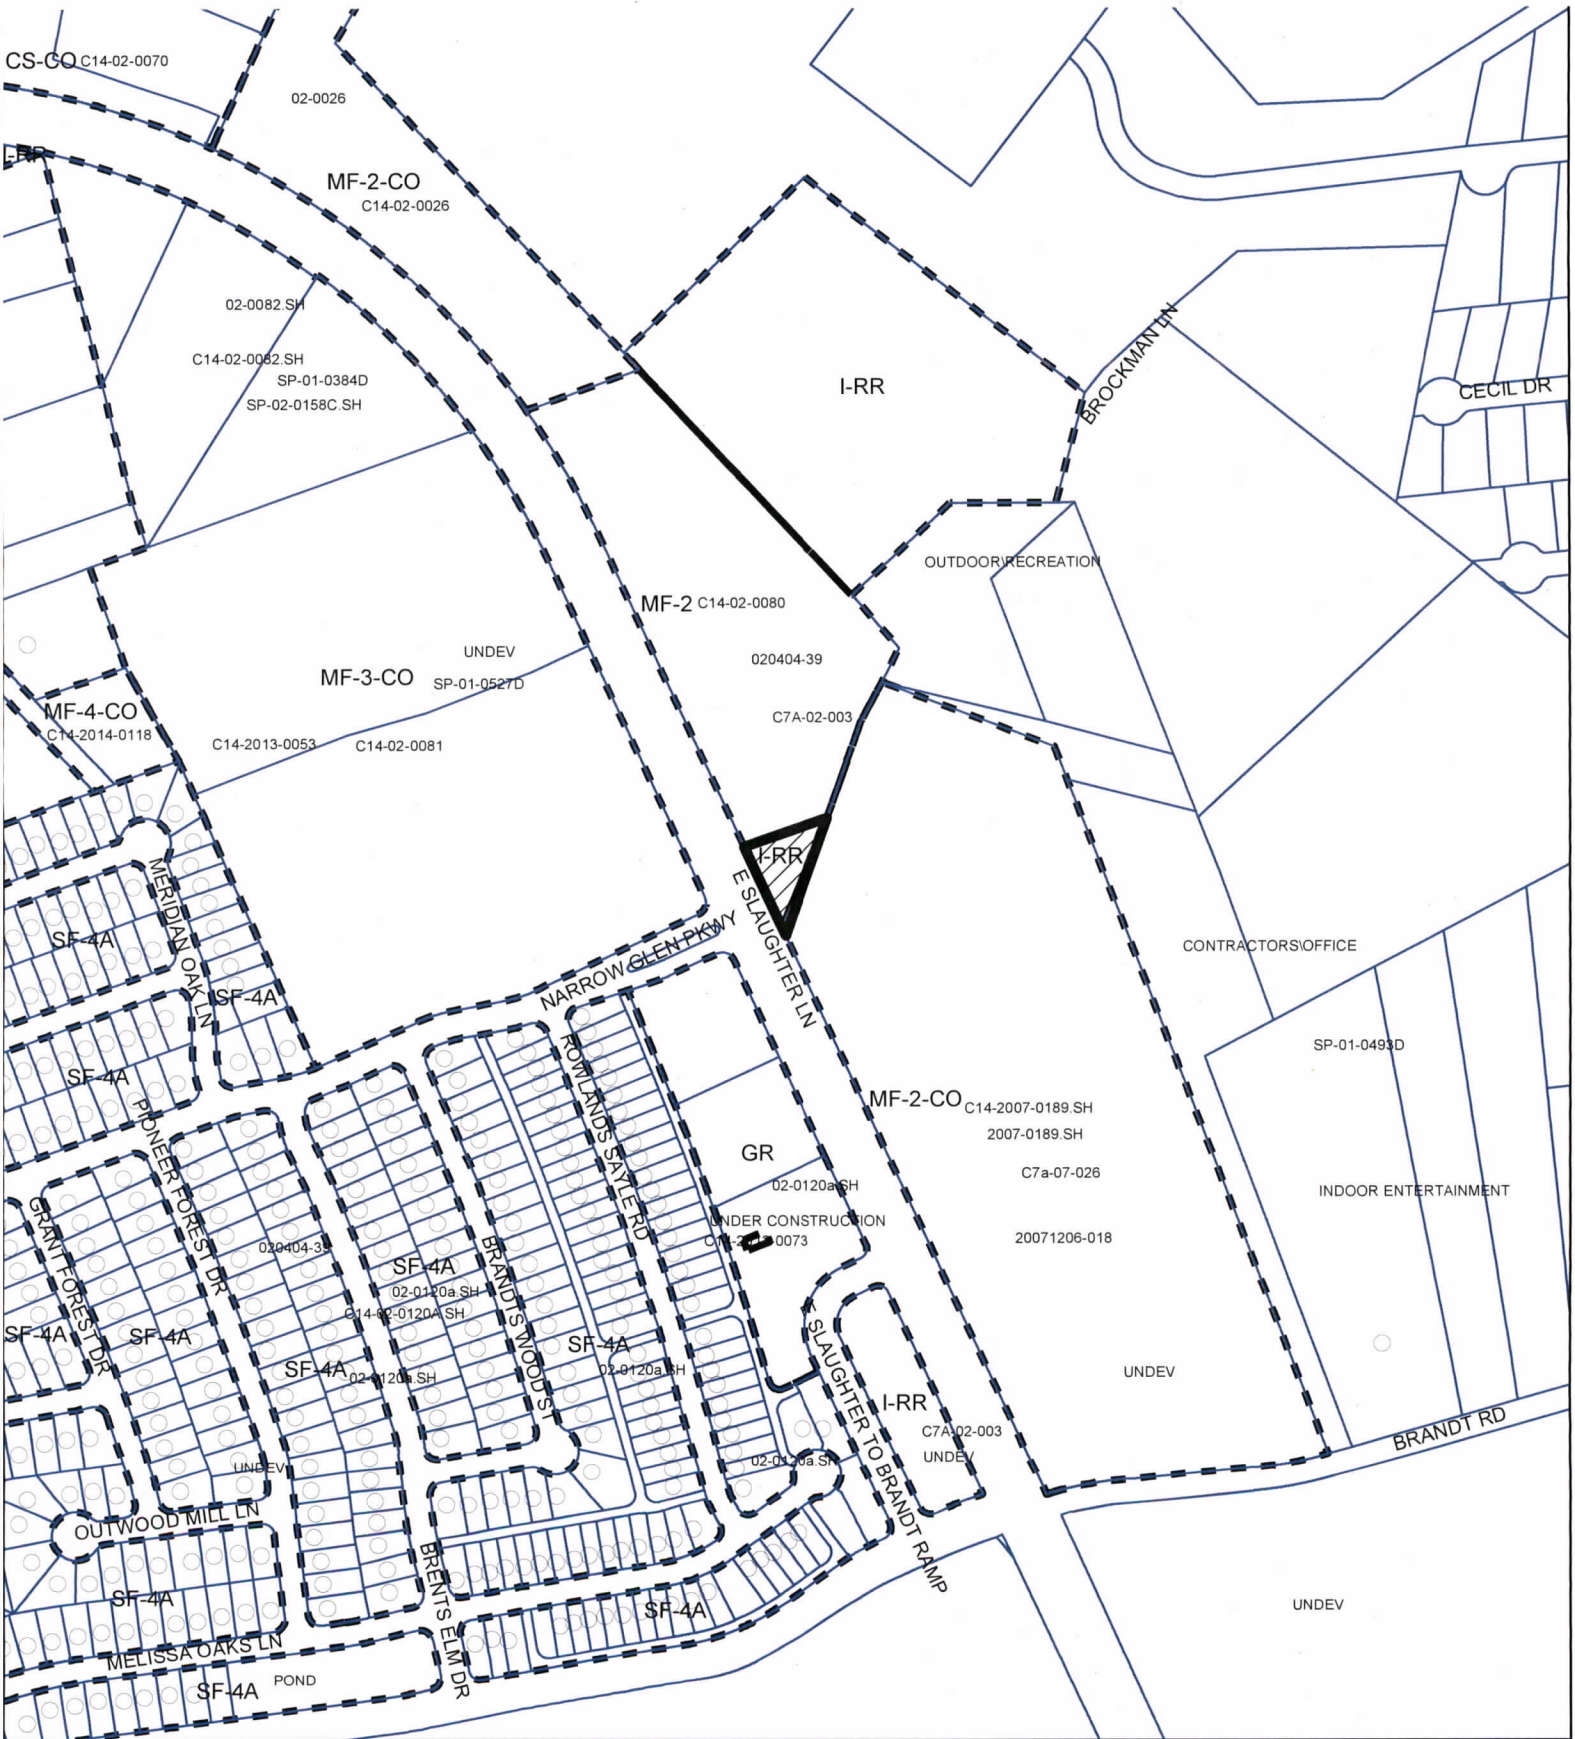 CS-CO C14-02-0070
02-0026
I-RR
MF-2-CO
C14-02-0026
02-0082.SH
C14-02-0082.SH
SP-01-0384D
SP-02-0158C.SH
I-RR
BROCKMAN LN
CECIL DR
OUTDOOR\RECREATION
MF-2 C14-02-0080
020404-39
C7A-02-003
UNDEV
MF-3-CO SP-01-0527D
MF-4-CO
C14-2014-0118
C14-2013-0053
C14-02-0081
I-RR
E SLAUGHTER LN
NARROW GLEN PKWY
MERIDIAN OAK LN
SF-4A
SF-4A
SF-4A
CONTRACTORS\OFFICE
SP-01-0493D
ROWLANDS SAYLE RD
MF-2-CO C14-2007-0189.SH
2007-0189.SH
C7a-07-026
20071206-018
INDOOR ENTERTAINMENT
GR
02-0120a.SH
UNDER CONSTRUCTION
PIONEER FOREST DR
GRANT FOREST DR
020404-39
SF-4A
02-0120a.SH
C14-02-0120A.SH
BRANDTS WOOD ST
SF-4A
SF-4A
SF-4A 02-0120a.SH
SF-4A
02-0120a.SH
E SLAUGHTER TO BRANDT RAMP
I-RR
C7A-02-003
UNDEV
UNDEV
BRANDT RD
02-0120a.SH
UNDEV
OUTWOOD MILL LN
BRENTS ELM DR
SF-4A
SF-4A
UNDEV
MELISSA OAKS LN
SF-4A
POND